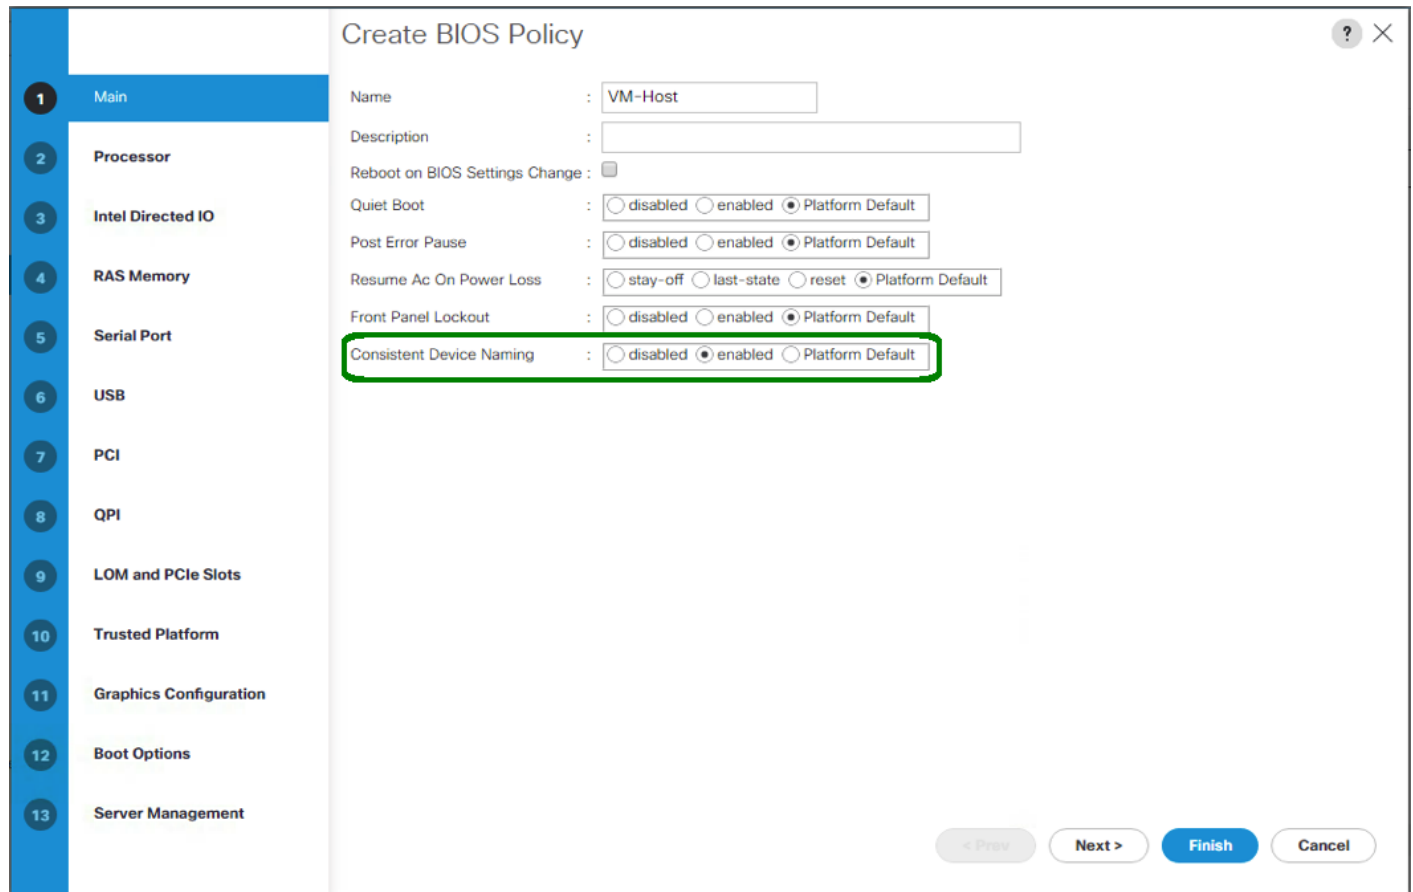 Create BIOS Policy
?
1 Main
2 Processor
3 Intel Directed IO
4 RAS Memory
5 Serial Port
6 USB
7 PCI
8 QPI
9 LOM and PCIe Slots
10 Trusted Platform
11 Graphics Configuration
12 Boot Options
13 Server Management
Name : VM-Host
Description :
Reboot on BIOS Settings Change :
Quiet Boot : disabled enabled Platform Default
Post Error Pause : disabled enabled Platform Default
Resume Ac On Power Loss : stay-off last-state reset Platform Default
Front Panel Lockout : disabled enabled Platform Default
Consistent Device Naming : disabled enabled Platform Default
< Prev Next > Finish Cancel